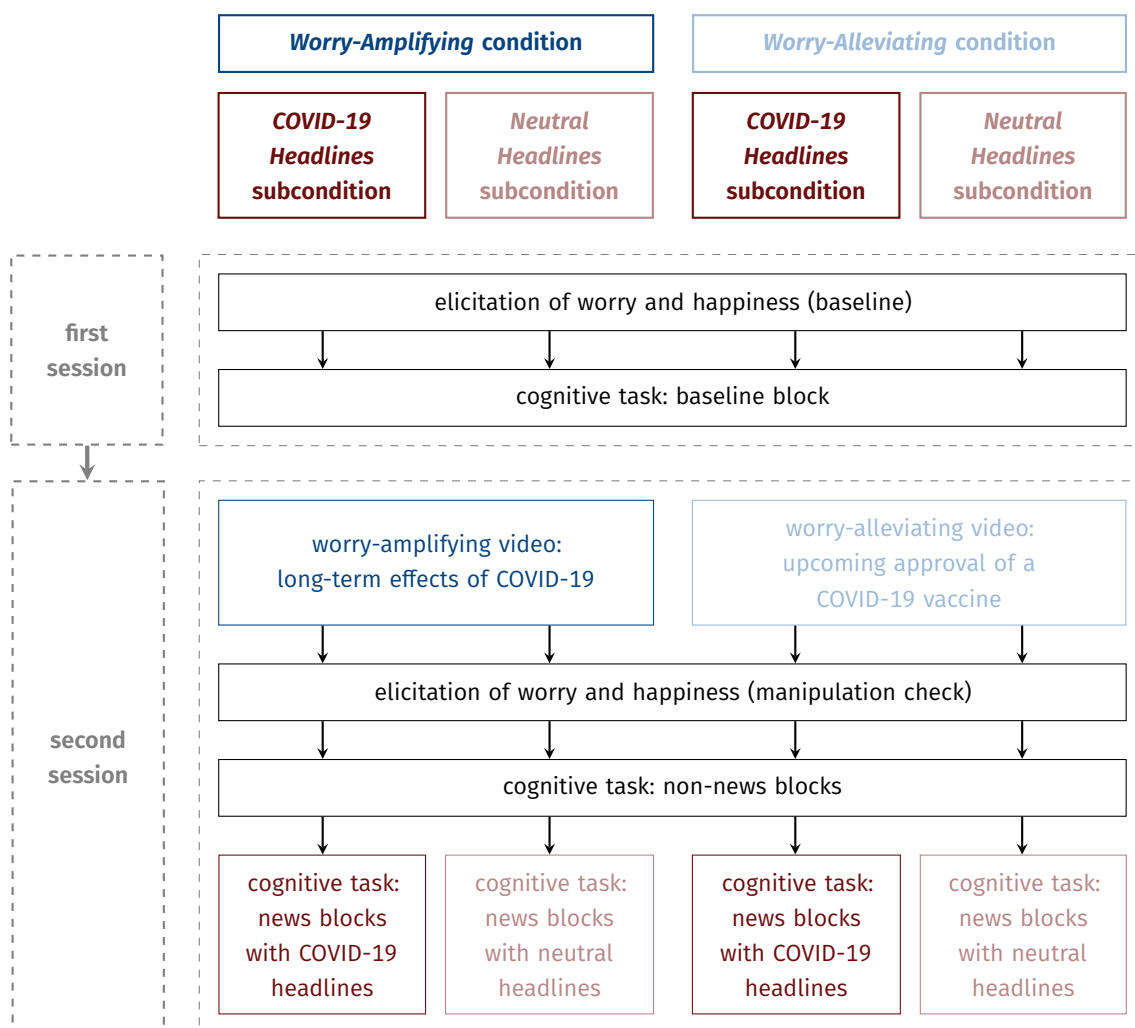 Worry-Amplifying condition
Worry-Alleviating condition
COVID-19
Headlines
subcondition
Neutral
Headlines
subcondition
COVID-19
Headlines
subcondition
Neutral
Headlines
subcondition
first
session
elicitation of worry and happiness (baseline)
cognitive task: baseline block
second
session
worry-amplifying video:
long-term effects of COVID-19
worry-alleviating video:
upcoming approval of a
COVID-19 vaccine
elicitation of worry and happiness (manipulation check)
cognitive task: non-news blocks
cognitive task:
news blocks
with COVID-19
headlines
cognitive task:
news blocks
with neutral
headlines
cognitive task:
news blocks
with COVID-19
headlines
cognitive task:
news blocks
with neutral
headlines